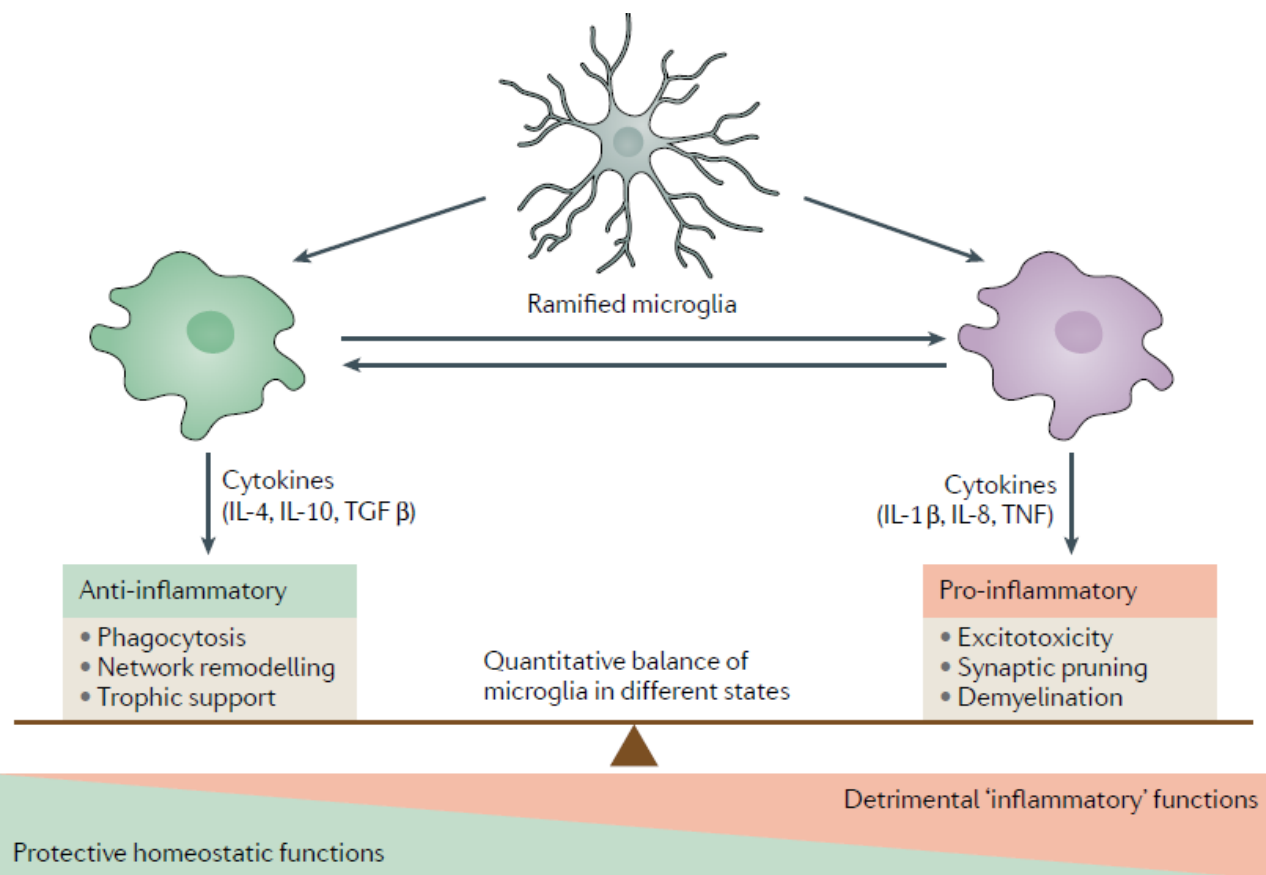 Ramified microglia
Cytokines
(IL-4, IL-10, TGF β)
Cytokines
(IL-1β, IL-8, TNF)
Anti-inflammatory
• Phagocytosis
• Network remodelling
• Trophic support
Quantitative balance of
microglia in different states
Pro-inflammatory
• Excitotoxicity
• Synaptic pruning
• Demyelination
Detrimental ‘inflammatory’ functions
Protective homeostatic functions